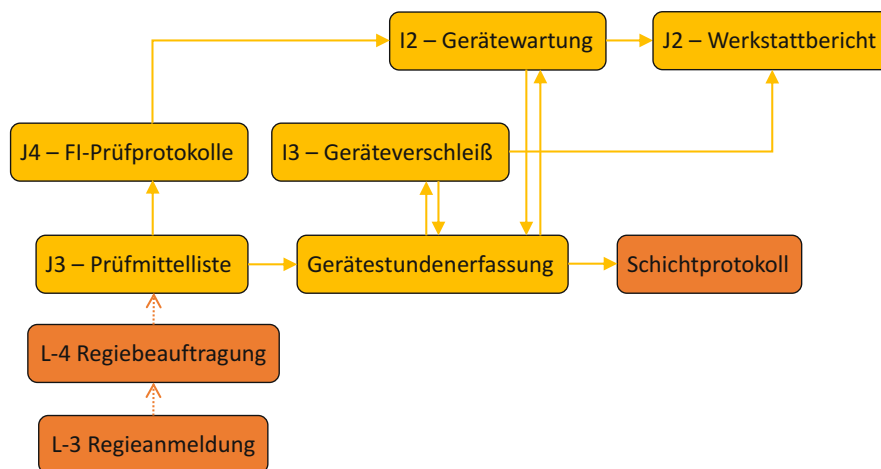 I2 – Gerätewartung
J2 – Werkstattbericht
J4 – FI-Prüfprotokolle
I3 – Geräteverschleiß
J3 – Prüfmittelliste
Gerätestundenerfassung
Schichtprotokoll
L-4 Regiebeauftragung
L-3 Regieanmeldung